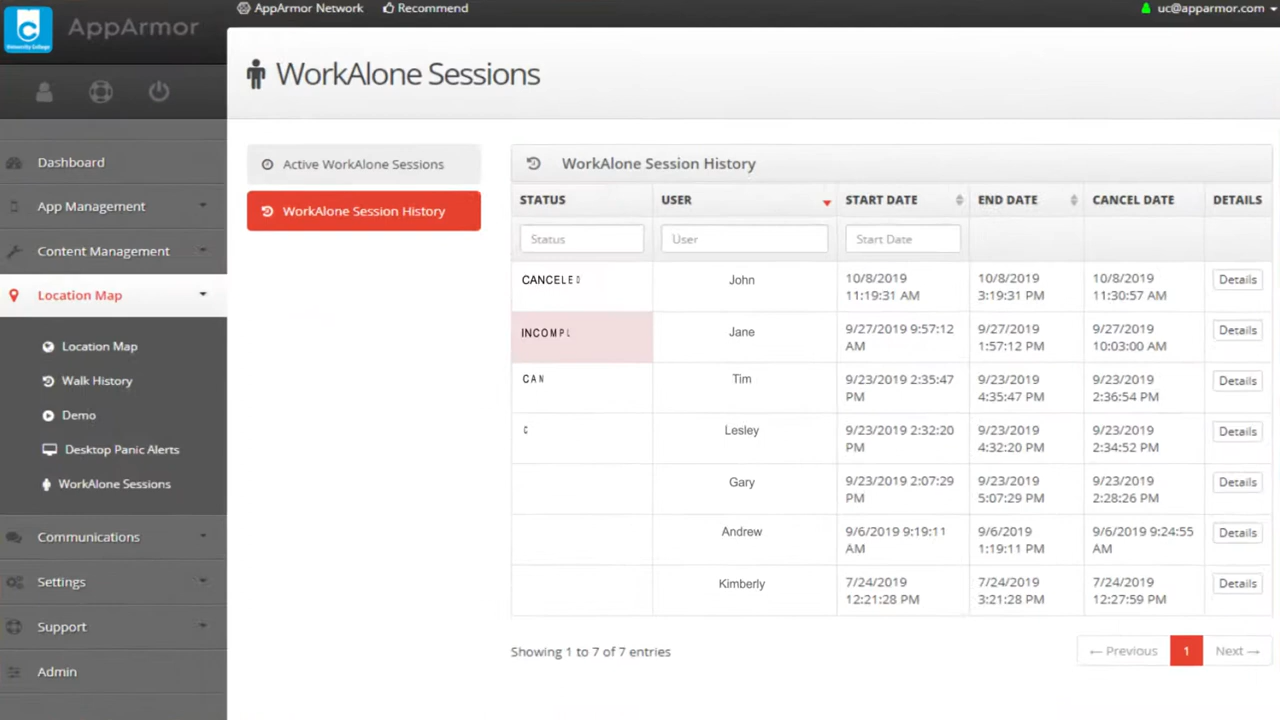 AppArmor Network Recommend uc@apparmor.com
University College
AppArmor
WorkAlone Sessions
Dashboard
App Management
Content Management
Location Map
Location Map
Walk History
Demo
Desktop Panic Alerts
WorkAlone Sessions
Communications
Settings
Support
Admin
Active WorkAlone Sessions
WorkAlone Session History
WorkAlone Session History
STATUS USER START DATE END DATE CANCEL DATE DETAILS
Status User Start Date
CANCELED John 10/8/2019 10/8/2019 10/8/2019 Details
11:19:31 AM 3:19:31 PM 11:30:57 AM
INCOMPL Jane 9/27/2019 9:57:12 9/27/2019 9/27/2019 Details
AM 1:57:12 PM 10:03:00 AM
CAN Tim 9/23/2019 2:35:47 9/23/2019 9/23/2019 Details
PM 4:35:47 PM 2:36:54 PM
C Lesley 9/23/2019 2:32:20 9/23/2019 9/23/2019 Details
PM 4:32:20 PM 2:34:52 PM
Gary 9/23/2019 2:07:29 9/23/2019 9/23/2019 Details
PM 5:07:29 PM 2:28:26 PM
Andrew 9/6/2019 9:19:11 9/6/2019 9/6/2019 9:24:55 Details
AM 1:19:11 PM AM
Kimberly 7/24/2019 7/24/2019 7/24/2019 Details
12:21:28 PM 3:21:28 PM 12:27:59 PM
Showing 1 to 7 of 7 entries
← Previous 1 Next →